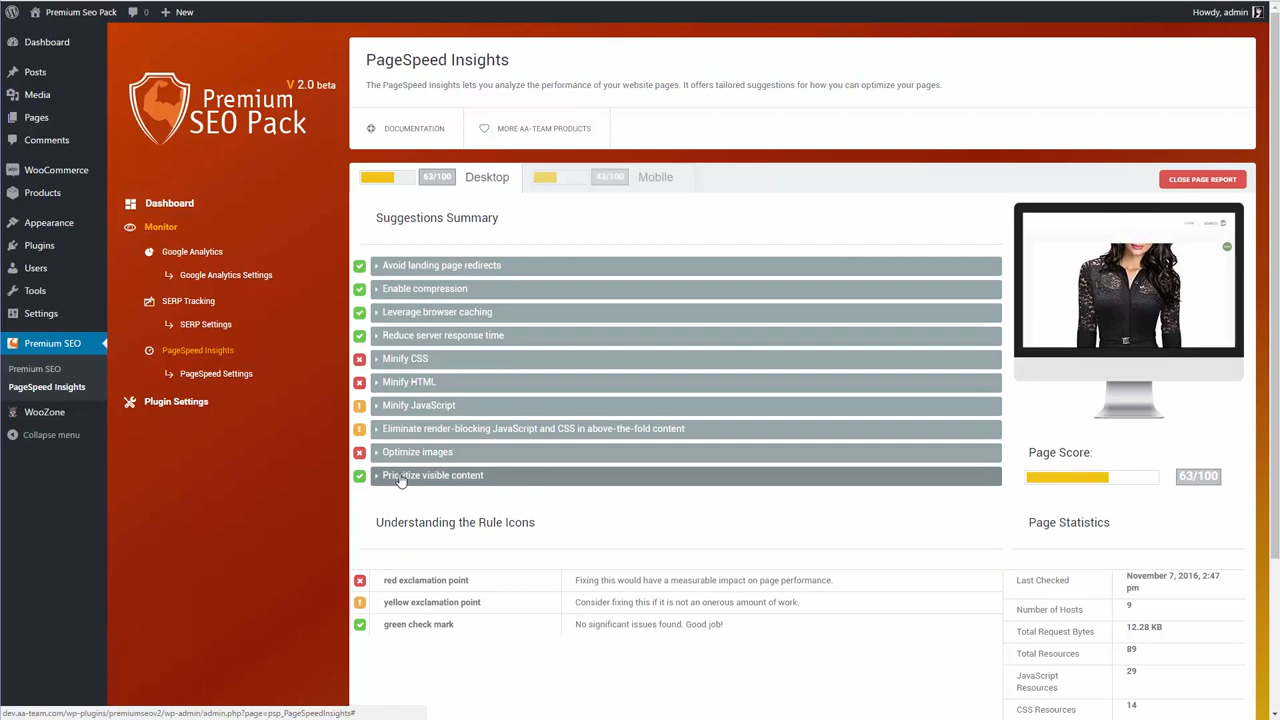 Premium SEO Pack 0 New Howdy, admin
Dashboard
Posts
Media
Pages
Comments
WooCommerce
Products
Appearance
Plugins
Users
Tools
Settings
Premium SEO
Premium SEO
PageSpeed Insights
WooZone
Collapse menu
V 2.0 beta
Premium
SEO Pack
Dashboard
Monitor
Google Analytics
Google Analytics Settings
SERP Tracking
SERP Settings
PageSpeed Insights
PageSpeed Settings
Plugin Settings
PageSpeed Insights
The PageSpeed Insights lets you analyze the performance of your website pages. It offers tailored suggestions for how you can optimize your pages.
DOCUMENTATION MORE AA-TEAM PRODUCTS
63/100 Desktop 43/100 Mobile CLOSE PAGE REPORT
Suggestions Summary
Avoid landing page redirects
Enable compression
Leverage browser caching
Reduce server response time
Minify CSS
Minify HTML
Minify JavaScript
Eliminate render-blocking JavaScript and CSS in above-the-fold content
Optimize images
Prioritize visible content
Understanding the Rule Icons
red exclamation point Fixing this would have a measurable impact on page performance.
yellow exclamation point Consider fixing this if it is not an onerous amount of work.
green check mark No significant issues found. Good job!
Page Score:
63/100
Page Statistics
Last Checked November 7, 2016, 2:47
pm
Number of Hosts 9
Total Request Bytes 12.28 KB
Total Resources 89
JavaScript 29
Resources
CSS Resources 14
dev.aa-team.com/wp-plugins/premiumseov2/wp-admin/admin.php?page=psp_PageSpeedInsights#